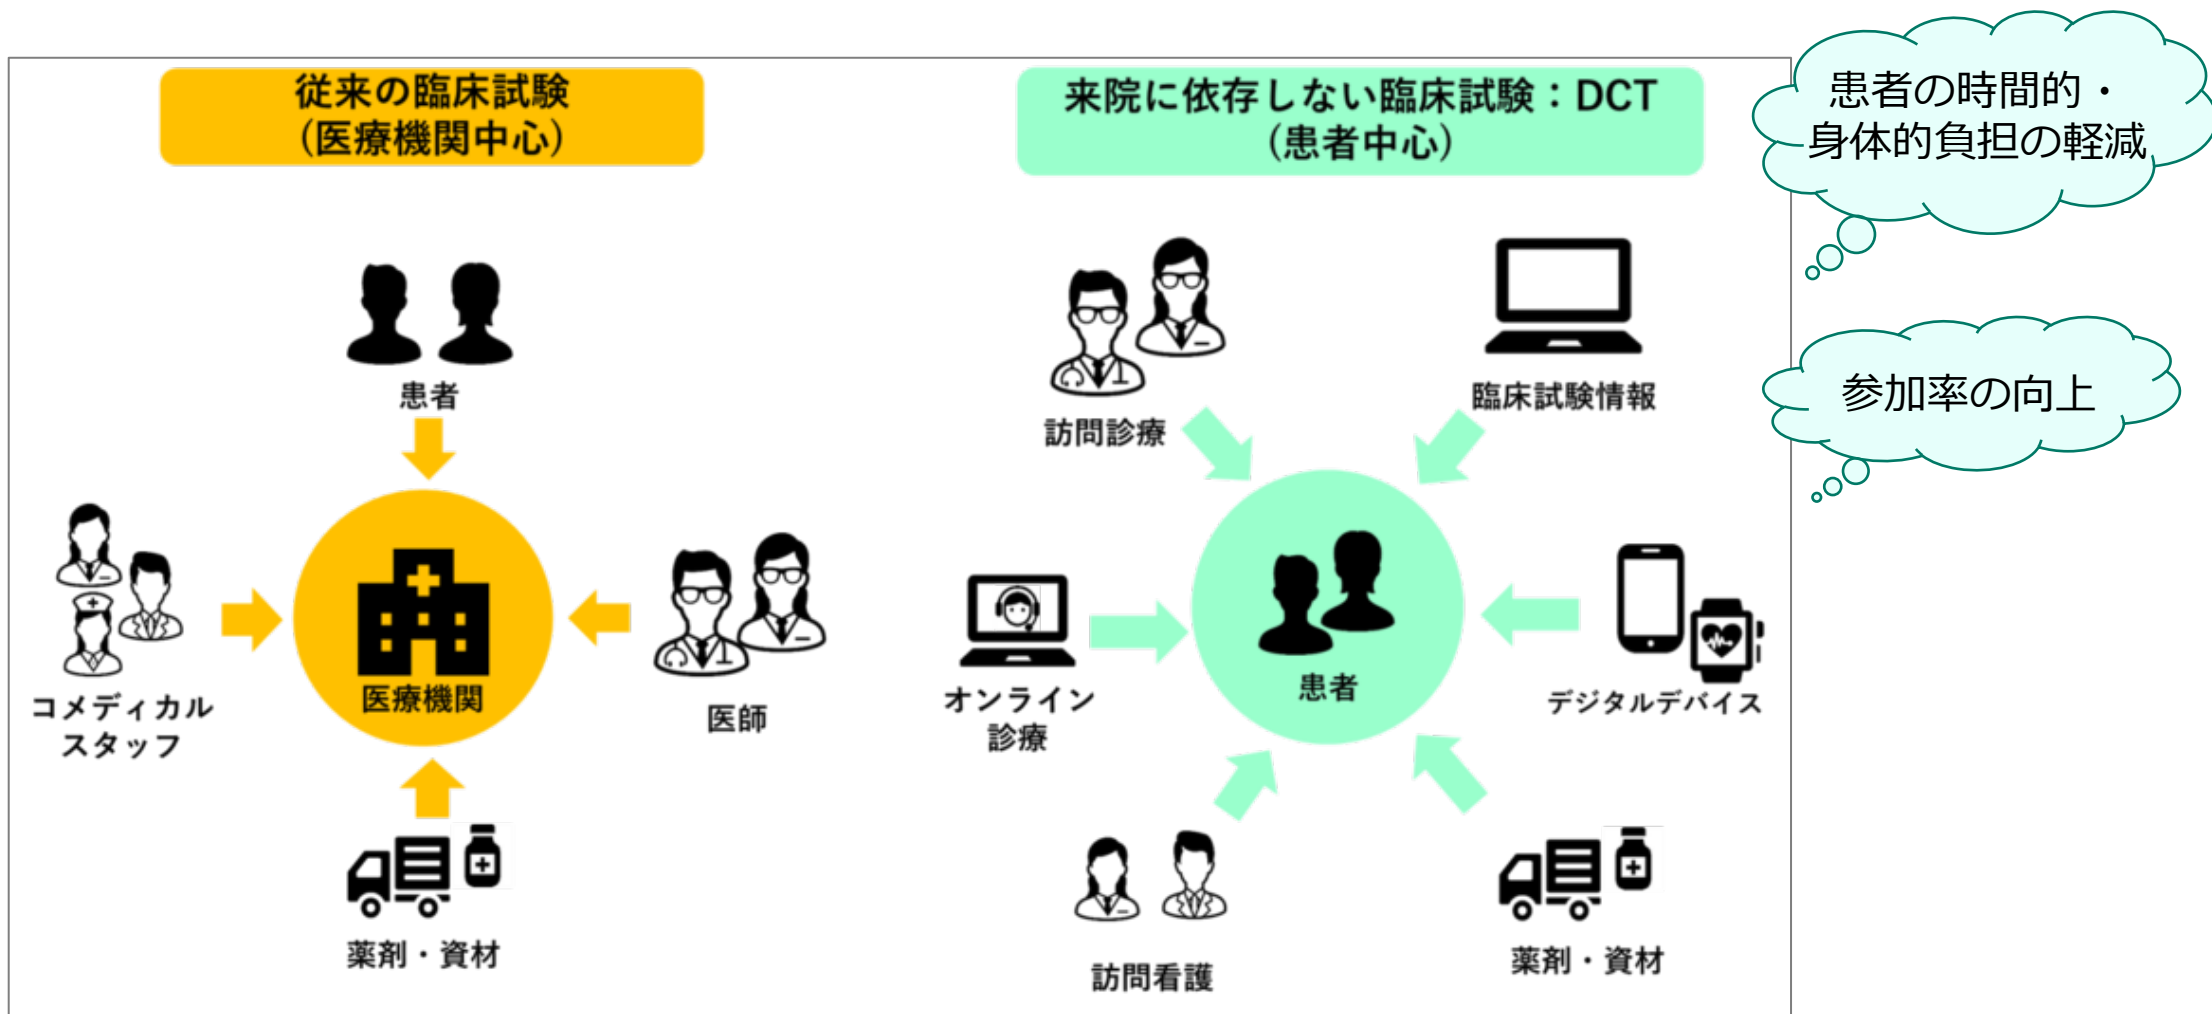 従来の臨床試験
(医療機関中心)
患者
コメディカル
スタッフ
医療機関
医師
薬剤・資材
来院に依存しない臨床試験：DCT
(患者中心)
訪問診療
臨床試験情報
オンライン
診療
患者
デジタルデバイス
訪問看護
薬剤・資材
患者の時間的・
身体的負担の軽減
参加率の向上